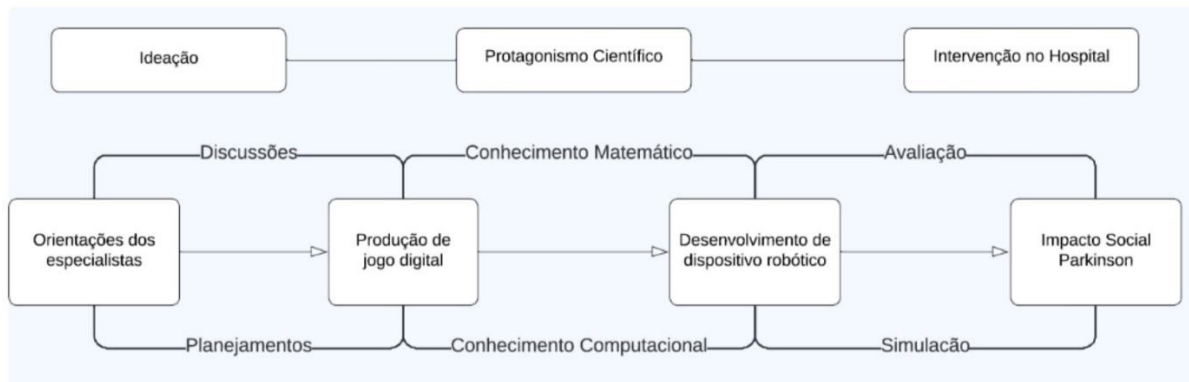 Ideação
Protagonismo Científico
Intervenção no Hospital
Discussões
Conhecimento Matemático
Avaliação
Orientações dos
especialistas
Produção de
jogo digital
Desenvolvimento de
dispositivo robótico
Impacto Social
Parkinson
Planejamentos
Conhecimento Computacional
Simulacão